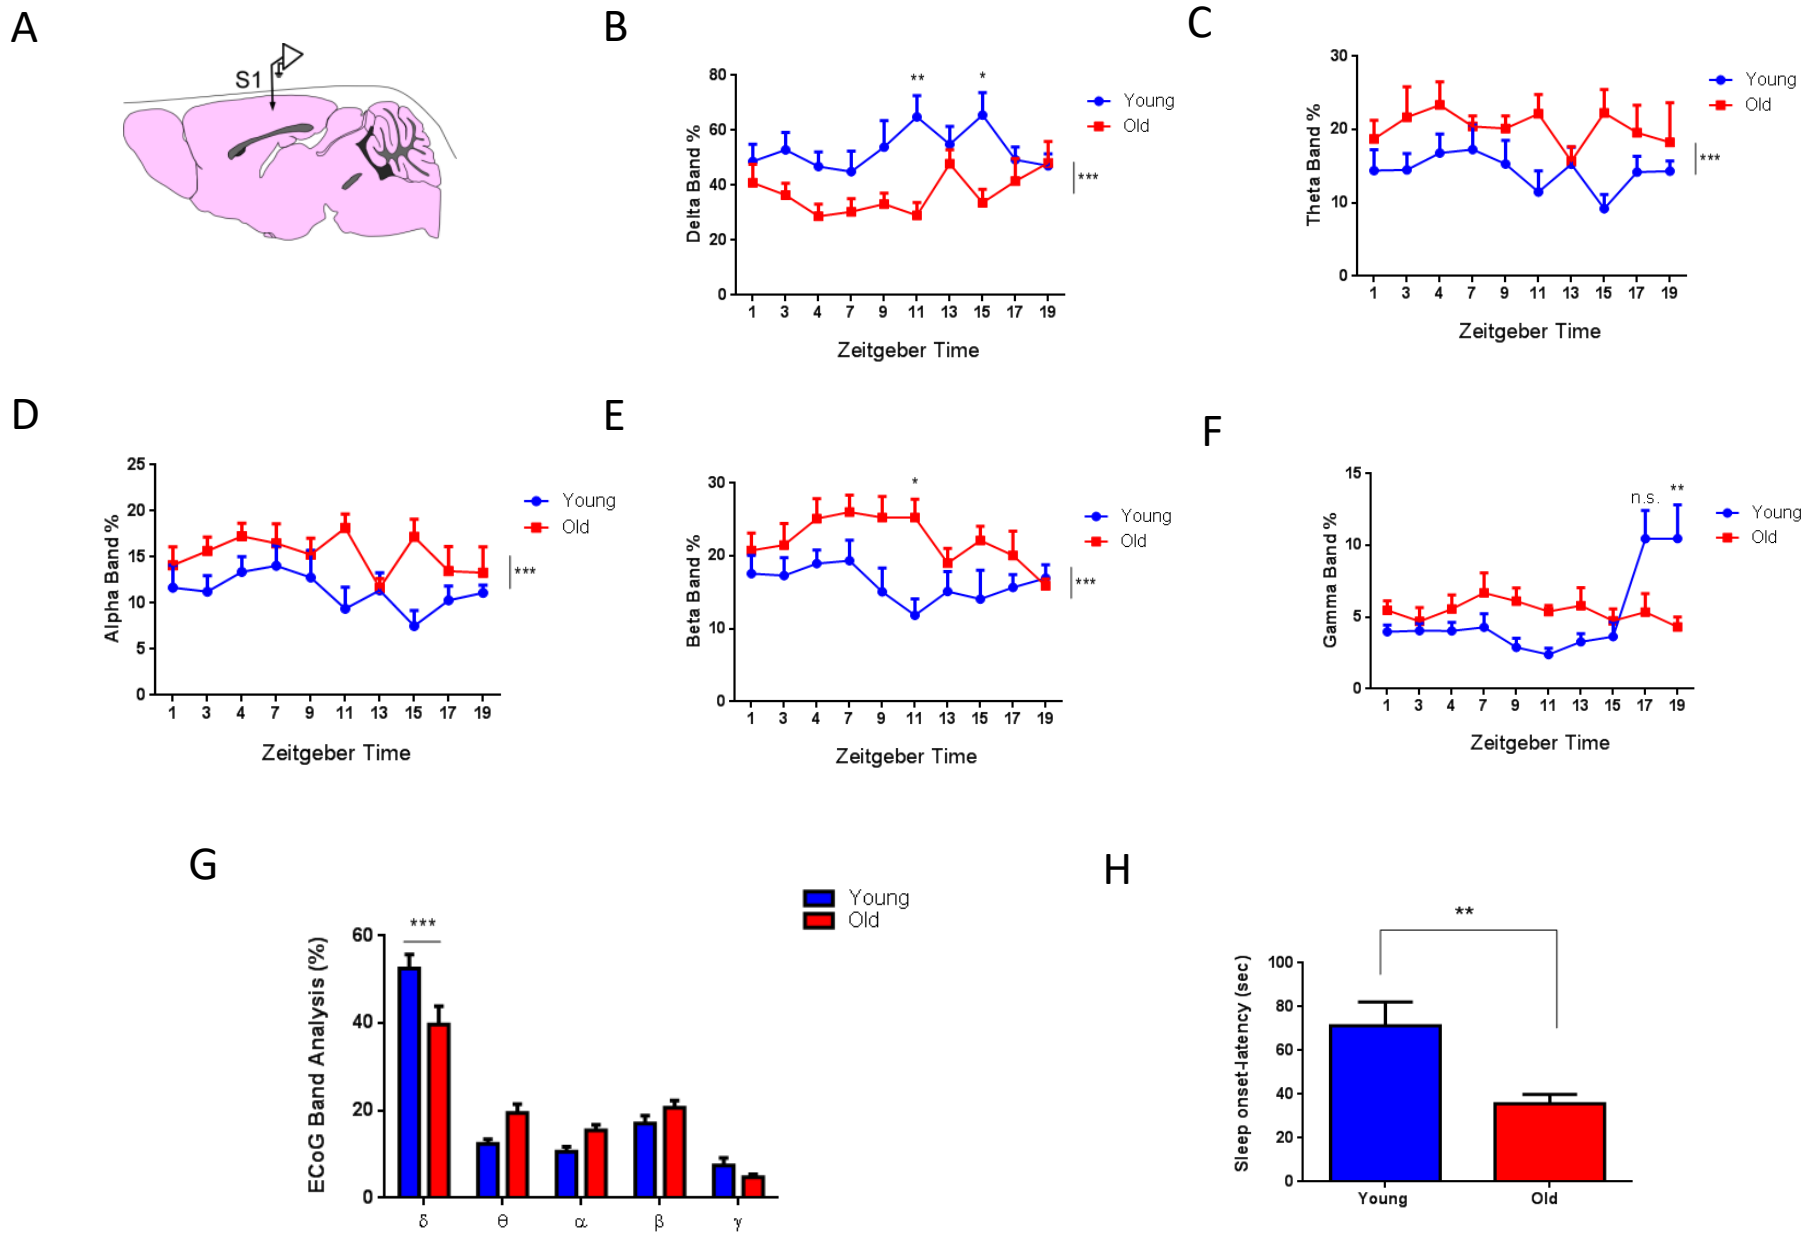 A
S1
B
80
60
40
20
0
Delta Band %
** *
***
Young
Old
1 3 4 7 9 11 13 15 17 19
Zeitgeber Time
C
30
20
10
0
Theta Band %
***
Young
Old
1 3 4 7 9 11 13 15 17 19
Zeitgeber Time
D
25
20
15
10
5
0
Alpha Band %
***
Young
Old
1 3 4 7 9 11 13 15 17 19
Zeitgeber Time
E
30
20
10
0
Beta Band %
*
***
Young
Old
1 3 4 7 9 11 13 15 17 19
Zeitgeber Time
F
15
10
5
0
Gamma Band %
n.s. **
Young
Old
1 3 4 7 9 11 13 15 17 19
Zeitgeber Time
G
Young
Old
***
60
40
20
0
ECoG Band Analysis (%)
δ θ α β γ
H
**
100
80
60
40
20
0
Sleep onset-latency (sec)
Young Old